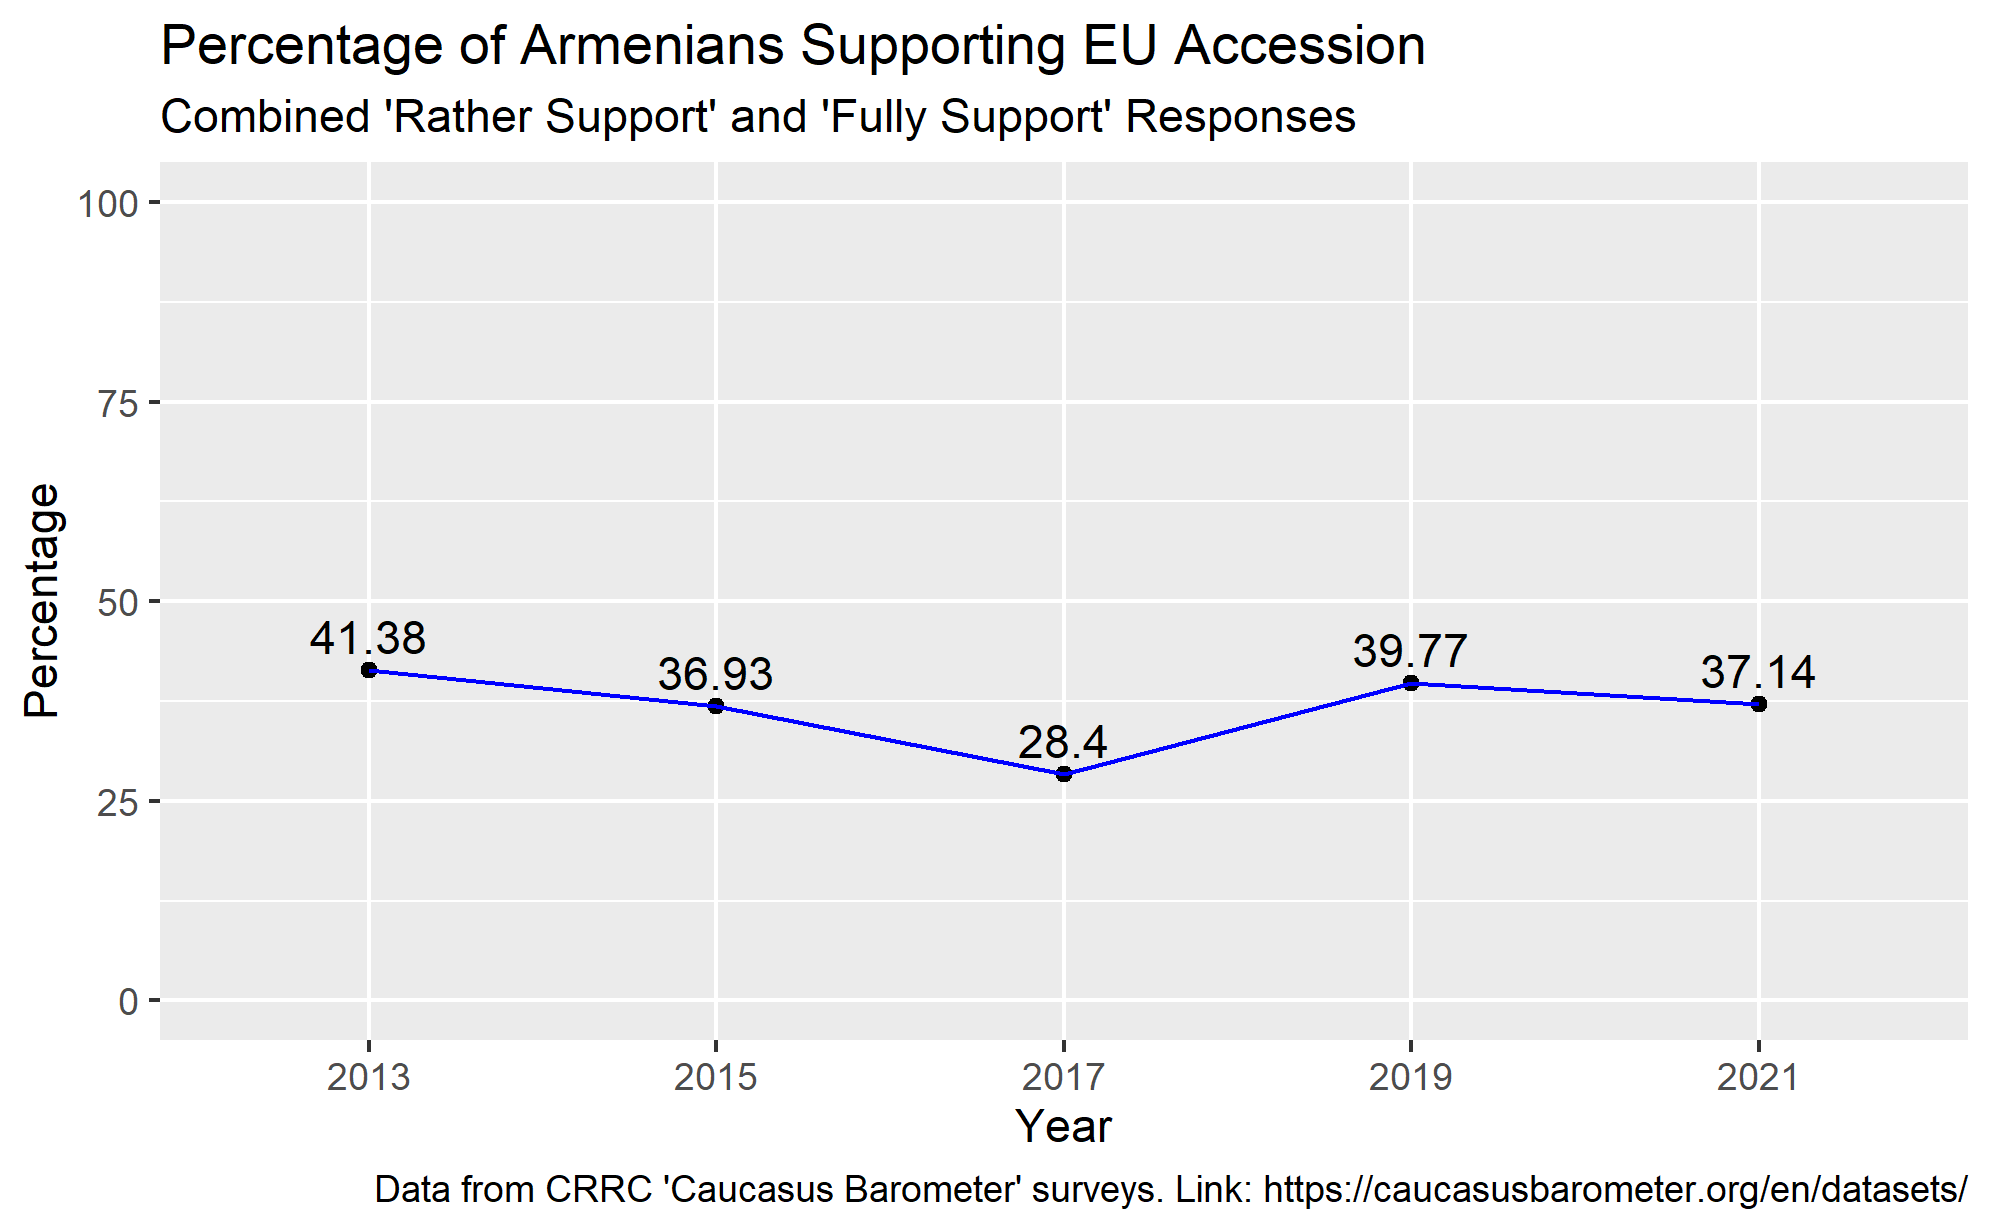 Percentage of Armenians Supporting EU Accession
Combined 'Rather Support' and 'Fully Support' Responses
Percentage
100
75
50
25
0
41.38
36.93
28.4
39.77
37.14
2013 2015 2017 2019 2021
Year
Data from CRRC 'Caucasus Barometer' surveys. Link: https://caucasusbarometer.org/en/datasets/